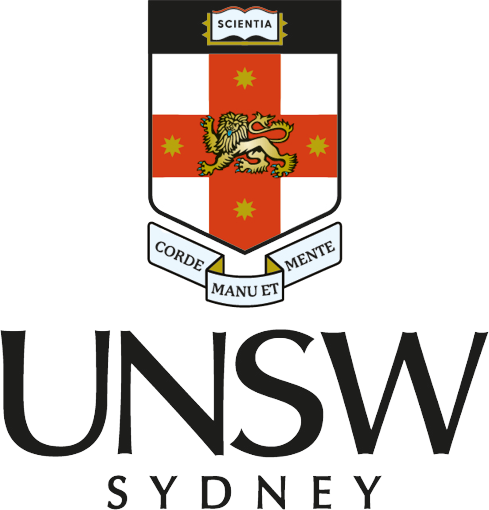 SCIENTIA
CORDE
MANU ET
MENTE
UNSW
SYDNEY